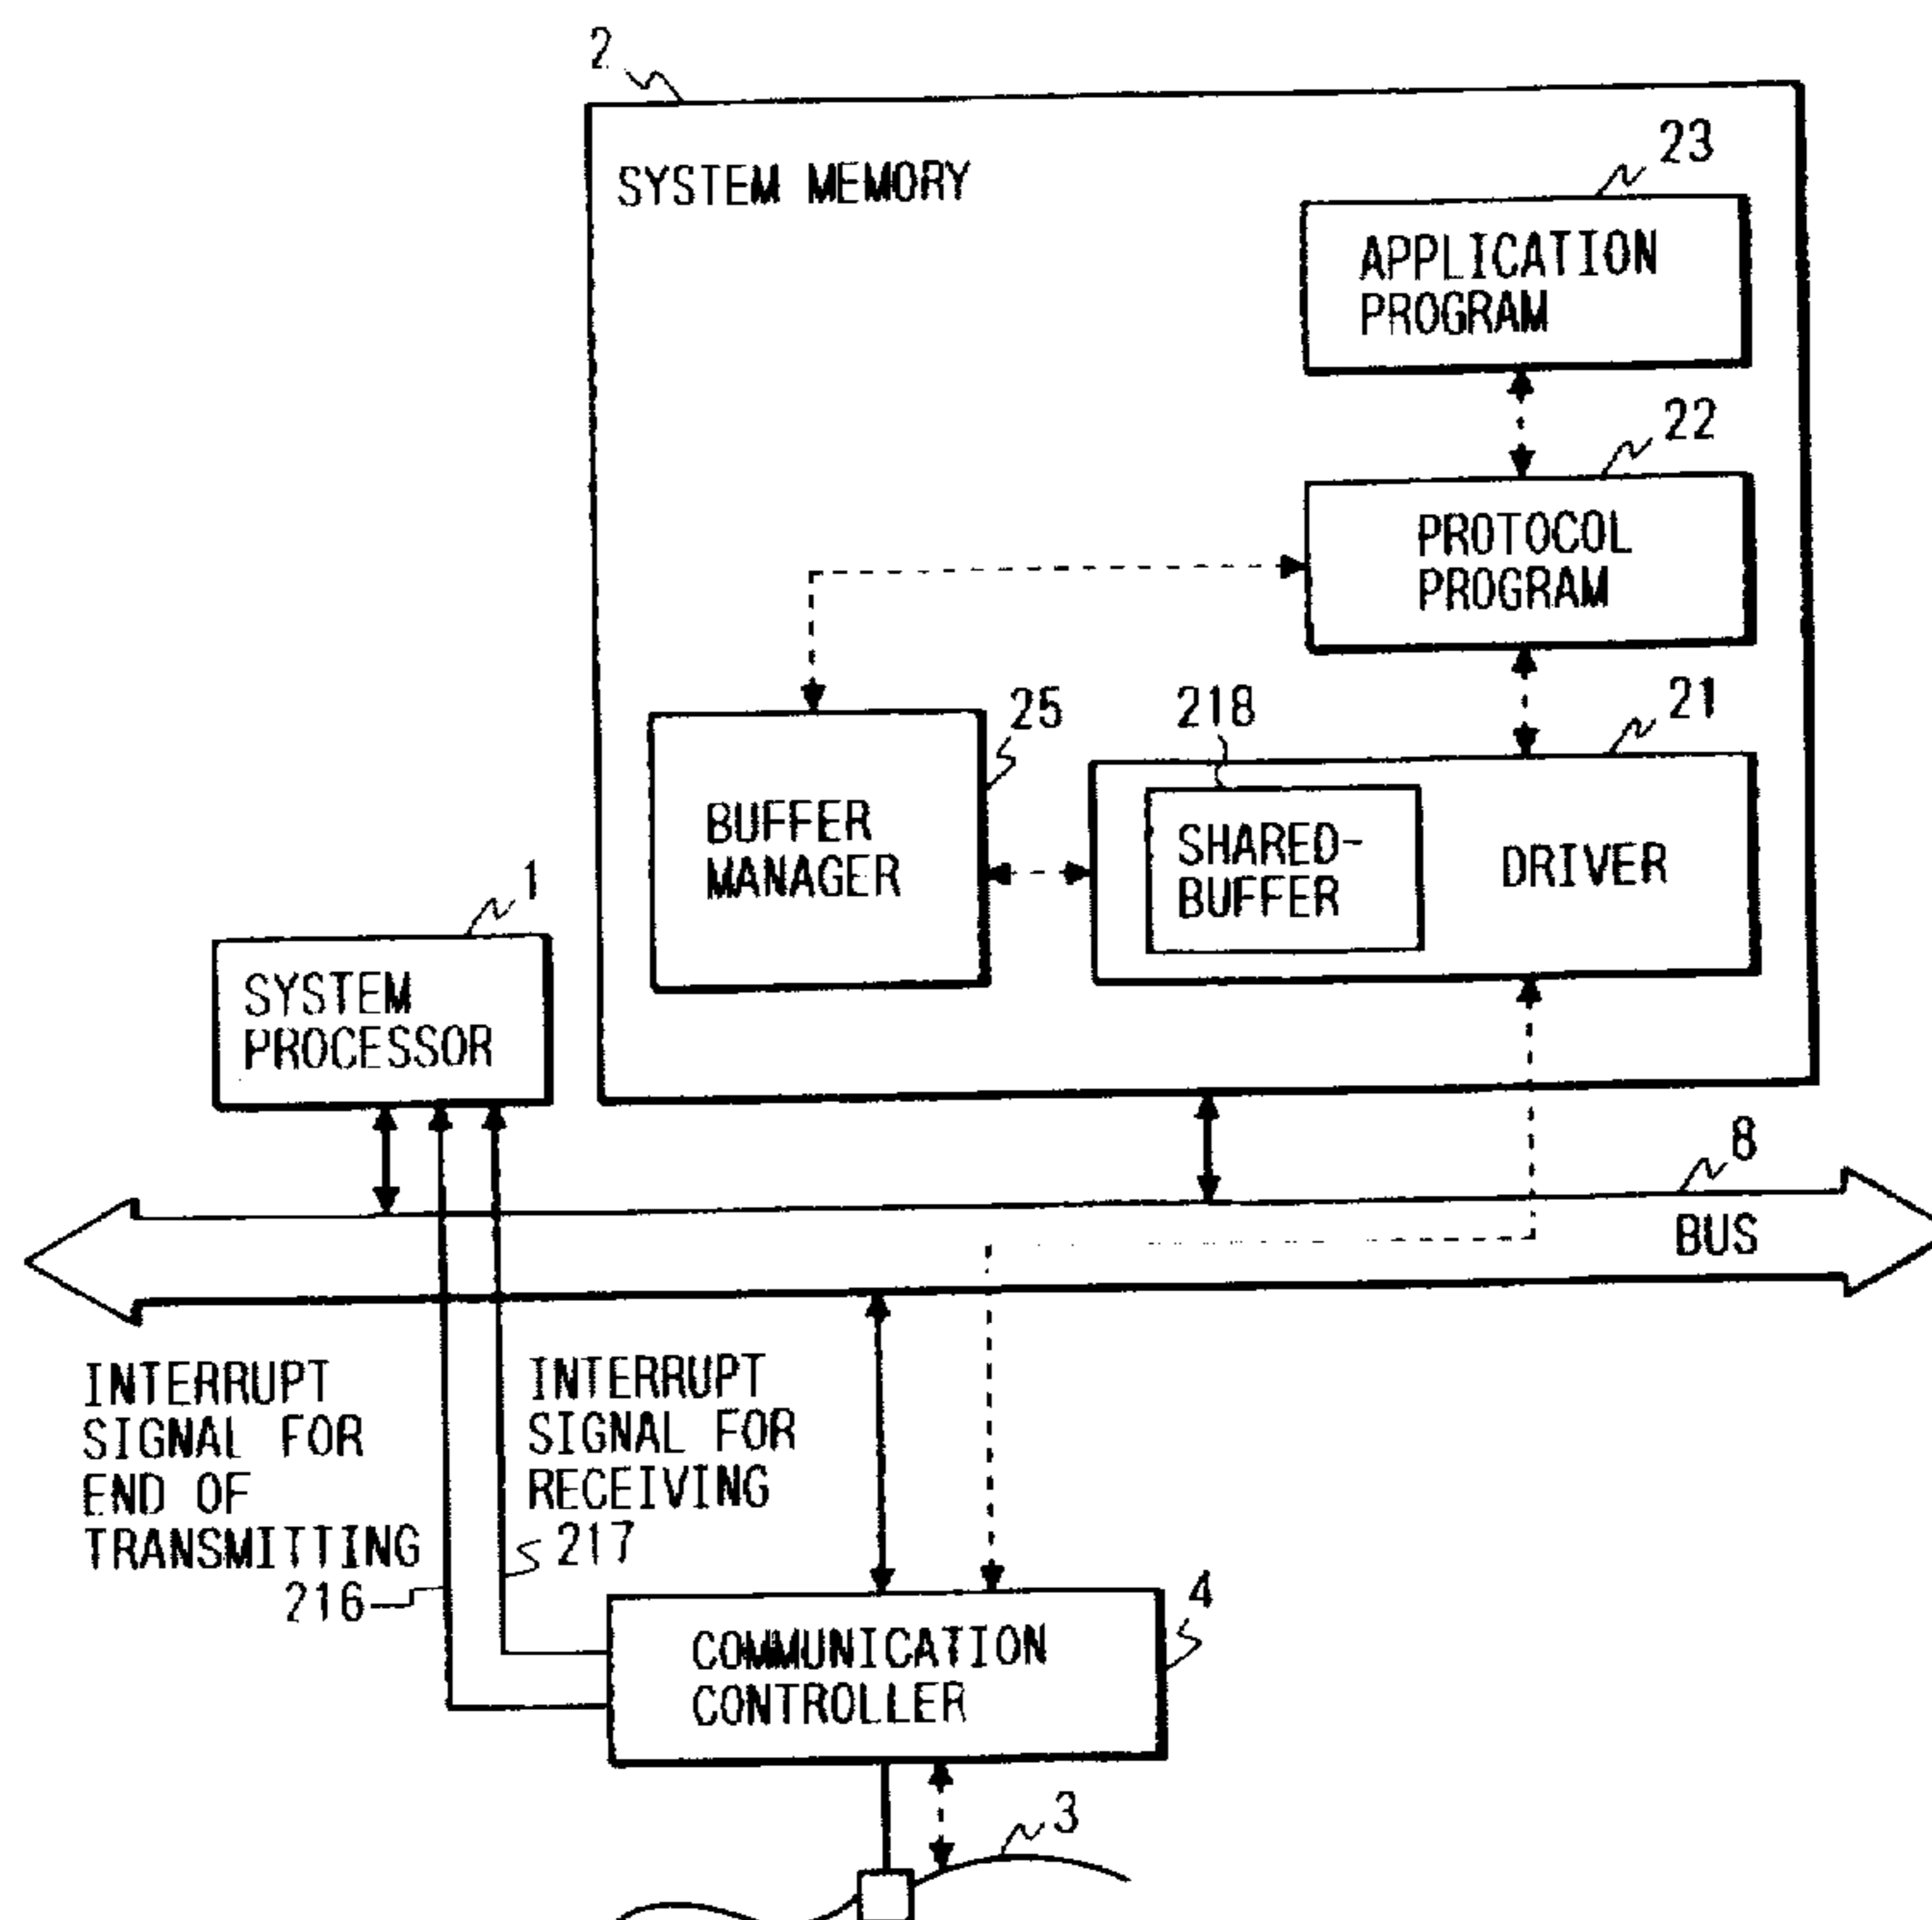 2
SYSTEM MEMORY
23
APPLICATION
PROGRAM
22
PROTOCOL
PROGRAM
25
218
21
BUFFER
MANAGER
SHARED-
BUFFER
DRIVER
1
SYSTEM
PROCESSOR
8
BUS
INTERRUPT
SIGNAL FOR
END OF
TRANSMITTING
216
INTERRUPT
SIGNAL FOR
RECEIVING
217
4
COMMUNICATION
CONTROLLER
3